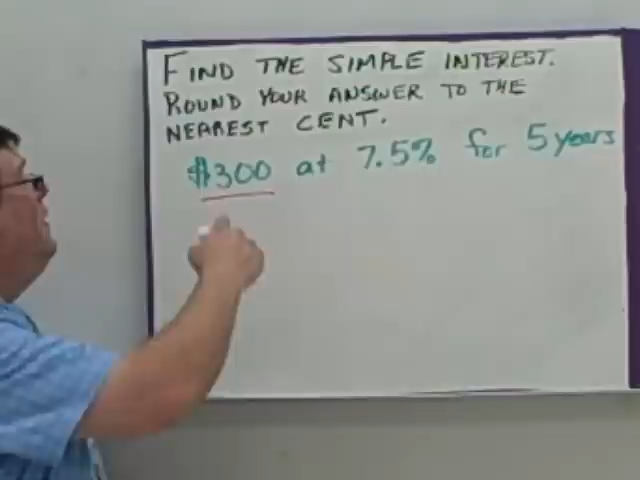 FIND THE SIMPLE INTEREST.
ROUND YOUR ANSWER TO THE
NEAREST CENT.
$300 at 7.5% for 5 years